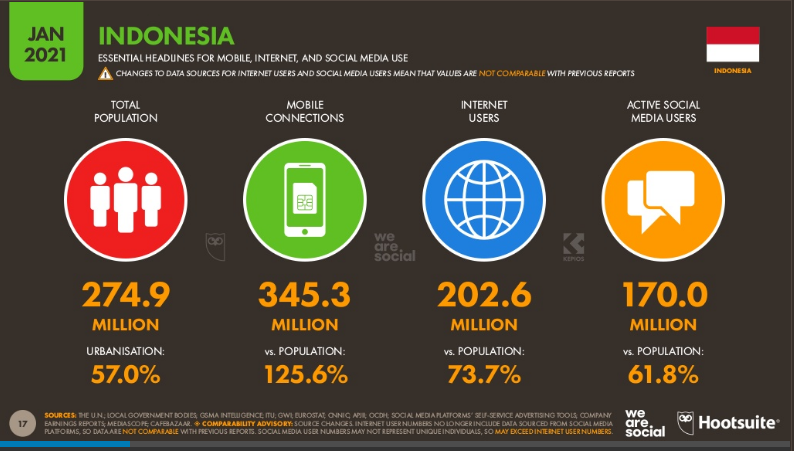 JAN
2021
INDONESIA
ESSENTIAL HEADLINES FOR MOBILE, INTERNET, AND SOCIAL MEDIA USE
CHANGES TO DATA SOURCES FOR INTERNET USERS AND SOCIAL MEDIA USERS MEAN THAT VALUES ARE NOT COMPARABLE WITH PREVIOUS REPORTS
INDONESIA
TOTAL
POPULATION
MOBILE
CONNECTIONS
INTERNET
USERS
ACTIVE SOCIAL
MEDIA USERS
we
are
social
KEPIOS
274.9
MILLION
URBANISATION:
57.0%
345.3
MILLION
vs. POPULATION:
125.6%
202.6
MILLION
vs. POPULATION:
73.7%
170.0
MILLION
vs. POPULATION:
61.8%
17
SOURCES: THE U.N.; LOCAL GOVERNMENT BODIES; GSMA INTELLIGENCE; ITU; GWI; EUROSTAT; CNNIC; APJII; OCDH; SOCIAL MEDIA PLATFORMS' SELF-SERVICE ADVERTISING TOOLS; COMPANY
EARNINGS REPORTS; MEDIASCOPE; CAFEBAZAAR. COMPARABILITY ADVISORY: SOURCE CHANGES. INTERNET USER NUMBERS NO LONGER INCLUDE DATA SOURCED FROM SOCIAL MEDIA
PLATFORMS, SO DATA ARE NOT COMPARABLE WITH PREVIOUS REPORTS. SOCIAL MEDIA USER NUMBERS MAY NOT REPRESENT UNIQUE INDIVIDUALS, SO MAY EXCEED INTERNET USER NUMBERS.
we
are
social
Hootsuite®